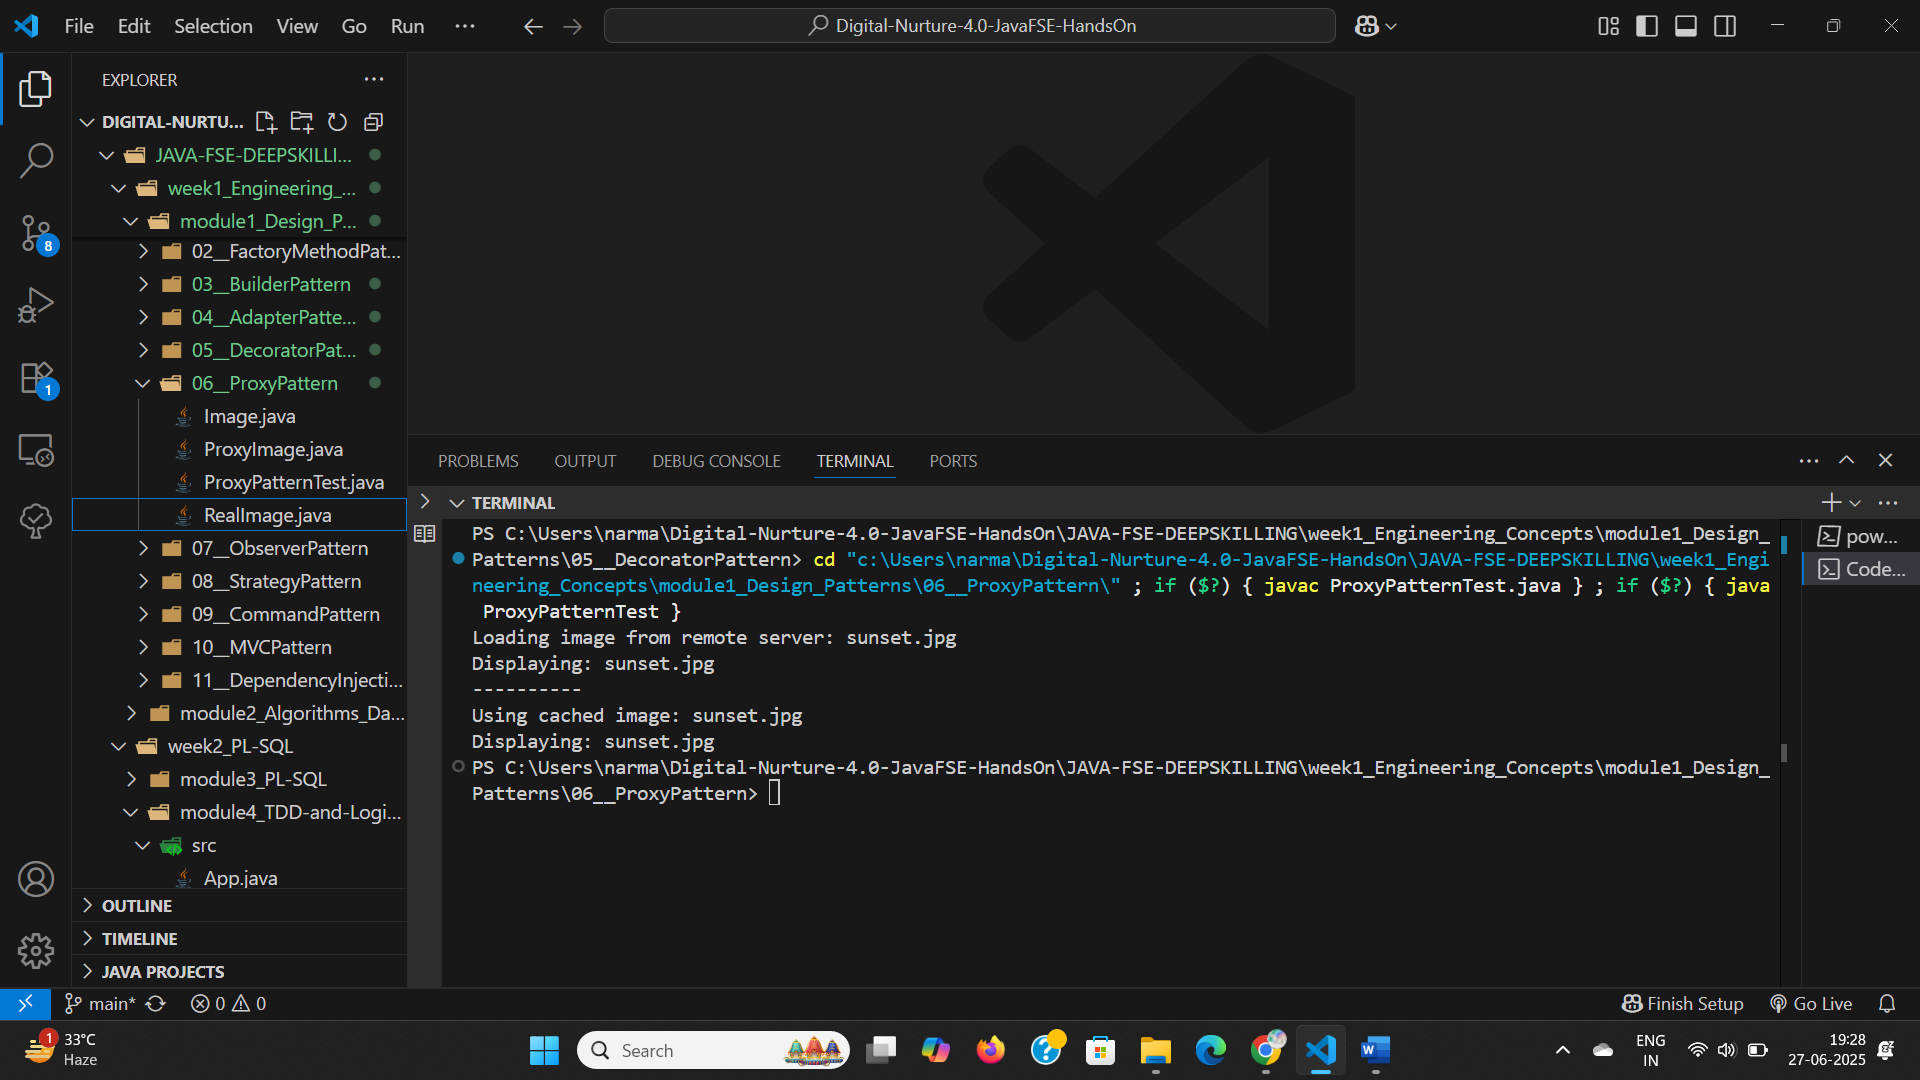 File Edit Selection View Go Run ...
Digital-Nurture-4.0-JavaFSE-HandsOn
EXPLORER
DIGITAL-NURTU...
JAVA-FSE-DEEPSKILLI...
week1_Engineering_...
module1_Design_P...
02__FactoryMethodPat...
03__BuilderPattern
04__AdapterPatte...
05__DecoratorPat...
06__ProxyPattern
Image.java
ProxyImage.java
ProxyPatternTest.java
RealImage.java
07__ObserverPattern
08__StrategyPattern
09__CommandPattern
10__MVCPattern
11__DependencyInjecti...
module2_Algorithms_Da...
week2_PL-SQL
module3_PL-SQL
module4_TDD-and-Logi...
src
App.java
OUTLINE
TIMELINE
JAVA PROJECTS
8
1
PROBLEMS OUTPUT DEBUG CONSOLE TERMINAL PORTS
TERMINAL
PS C:\Users\narma\Digital-Nurture-4.0-JavaFSE-HandsOn\JAVA-FSE-DEEPSKILLING\week1_Engineering_Concepts\module1_Design_
Patterns\05__DecoratorPattern> cd "c:\Users\narma\Digital-Nurture-4.0-JavaFSE-HandsOn\JAVA-FSE-DEEPSKILLING\week1_Engi
neering_Concepts\module1_Design_Patterns\06__ProxyPattern\" ; if ($?) { javac ProxyPatternTest.java } ; if ($?) { java
ProxyPatternTest }
Loading image from remote server: sunset.jpg
Displaying: sunset.jpg
----------
Using cached image: sunset.jpg
Displaying: sunset.jpg
PS C:\Users\narma\Digital-Nurture-4.0-JavaFSE-HandsOn\JAVA-FSE-DEEPSKILLING\week1_Engineering_Concepts\module1_Design_
Patterns\06__ProxyPattern>
pow...
Code...
main* 0 0
Finish Setup Go Live
1
33°C
Haze
Search
W
ENG
IN
19:28
27-06-2025